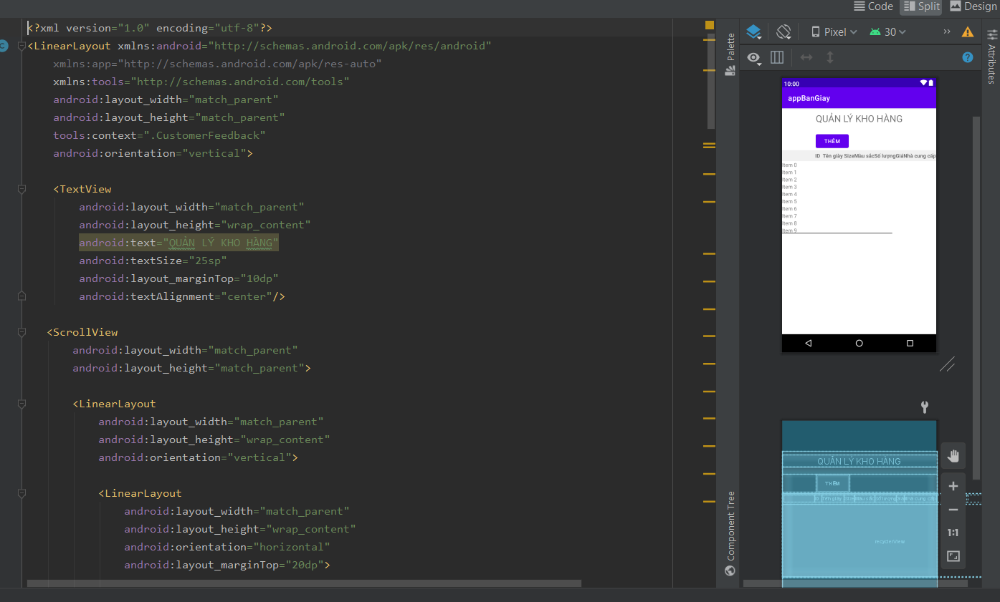 Code Split Design
<?xml version="1.0" encoding="utf-8"?>
<LinearLayout xmlns:android="http://schemas.android.com/apk/res/android"
xmlns:app="http://schemas.android.com/apk/res-auto"
xmlns:tools="http://schemas.android.com/tools"
android:layout_width="match_parent"
android:layout_height="match_parent"
tools:context=".CustomerFeedback"
android:orientation="vertical">
<TextView
android:layout_width="match_parent"
android:layout_height="wrap_content"
android:text="QUẢN LÝ KHO HÀNG"
android:textSize="25sp"
android:layout_marginTop="10dp"
android:textAlignment="center"/>
<ScrollView
android:layout_width="match_parent"
android:layout_height="match_parent">
<LinearLayout
android:layout_width="match_parent"
android:layout_height="wrap_content"
android:orientation="vertical">
<LinearLayout
android:layout_width="match_parent"
android:layout_height="wrap_content"
android:orientation="horizontal"
android:layout_marginTop="20dp">
Palette
Component Tree
Pixel 30
Attributes
10:00
appBanGiay
QUẢN LÝ KHO HÀNG
THÊM
ID Tên giày SizeMàu sắcSố lượngGiáNhà cung cấp
Item 0
Item 1
Item 2
Item 3
Item 4
Item 5
Item 6
Item 7
Item 8
Item 9
QUẢN LÝ KHO HÀNG
THÊM
ID Tên giày SizeMàu sắcSố lượngGiáNhà cung cấp
recyclerView
1:1